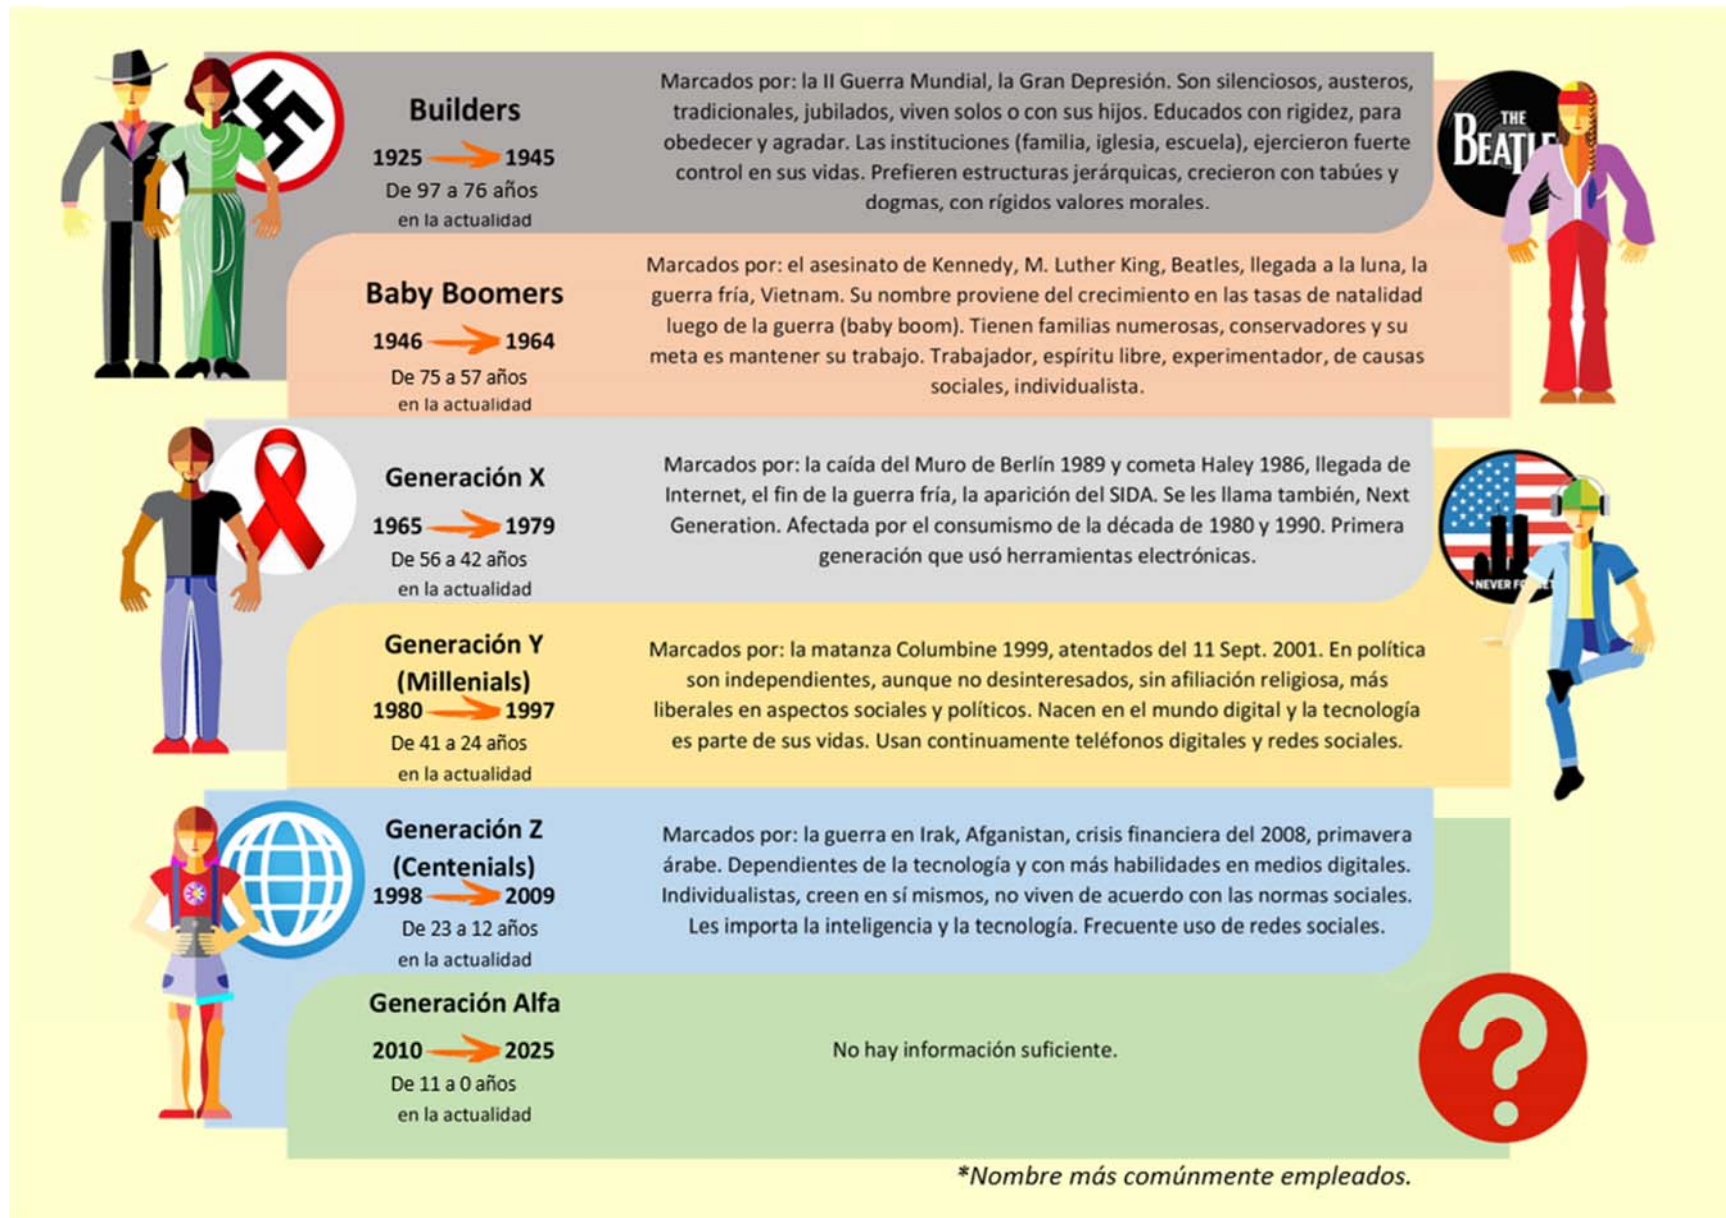 Builders
1925 1945
De 97 a 76 años
en la actualidad
Marcados por: la II Guerra Mundial, la Gran Depresión. Son silenciosos, austeros,
tradicionales, jubilados, viven solos o con sus hijos. Educados con rigidez, para
obedecer y agradar. Las instituciones (familia, iglesia, escuela), ejercieron fuerte
control en sus vidas. Prefieren estructuras jerárquicas, crecieron con tabúes y
dogmas, con rígidos valores morales.
THE
BEATL
Baby Boomers
1946 1964
De 75 a 57 años
en la actualidad
Marcados por: el asesinato de Kennedy, M. Luther King, Beatles, llegada a la luna, la
guerra fría, Vietnam. Su nombre proviene del crecimiento en las tasas de natalidad
luego de la guerra (baby boom). Tienen familias numerosas, conservadores y su
meta es mantener su trabajo. Trabajador, espíritu libre, experimentador, de causas
sociales, individualista.
Generación X
1965 1979
De 56 a 42 años
en la actualidad
Marcados por: la caída del Muro de Berlín 1989 y cometa Haley 1986, llegada de
Internet, el fin de la guerra fría, la aparición del SIDA. Se les llama también, Next
Generation. Afectada por el consumismo de la década de 1980 y 1990. Primera
generación que usó herramientas electrónicas.
NEVER
Generación Y
(Millenials)
1980 1997
De 41 a 24 años
en la actualidad
Marcados por: la matanza Columbine 1999, atentados del 11 Sept. 2001. En política
son independientes, aunque no desinteresados, sin afiliación religiosa, más
liberales en aspectos sociales y políticos. Nacen en el mundo digital y la tecnología
es parte de sus vidas. Usan continuamente teléfonos digitales y redes sociales.
Generación Z
(Centenials)
1998 2009
De 23 a 12 años
en la actualidad
Marcados por: la guerra en Irak, Afganistan, crisis financiera del 2008, primavera
árabe. Dependientes de la tecnología y con más habilidades en medios digitales.
Individualistas, creen en sí mismos, no viven de acuerdo con las normas sociales.
Les importa la inteligencia y la tecnología. Frecuente uso de redes sociales.
Generación Alfa
2010 2025
De 11 a 0 años
en la actualidad
No hay información suficiente.
?
*Nombre más comúnmente empleados.